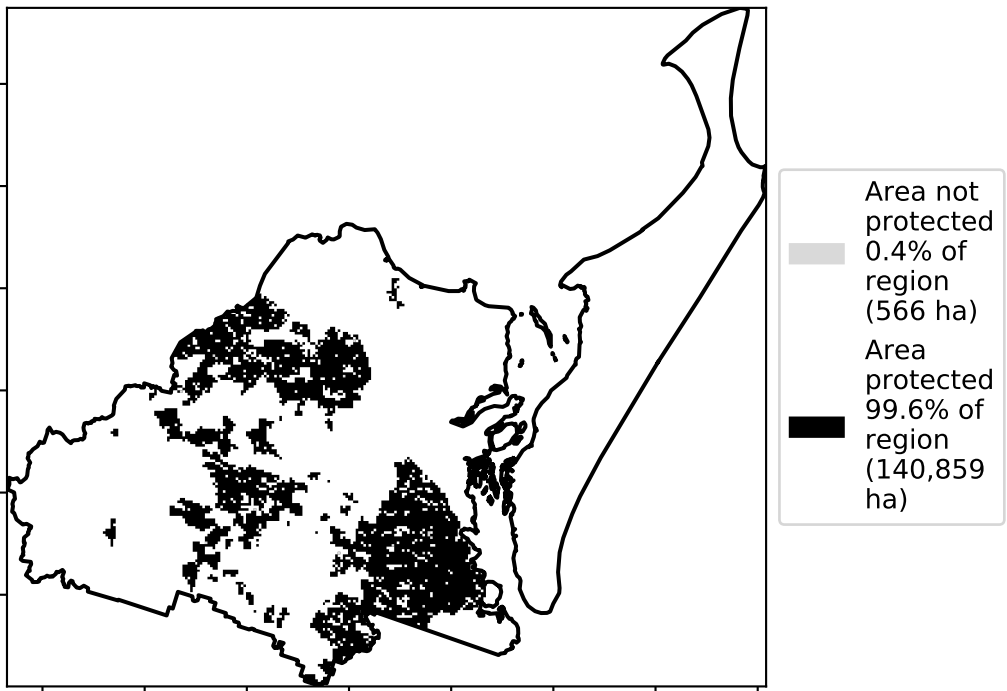 Area not
protected
0.4% of
region
(566 ha)
Area
protected
99.6% of
region
(140,859
ha)